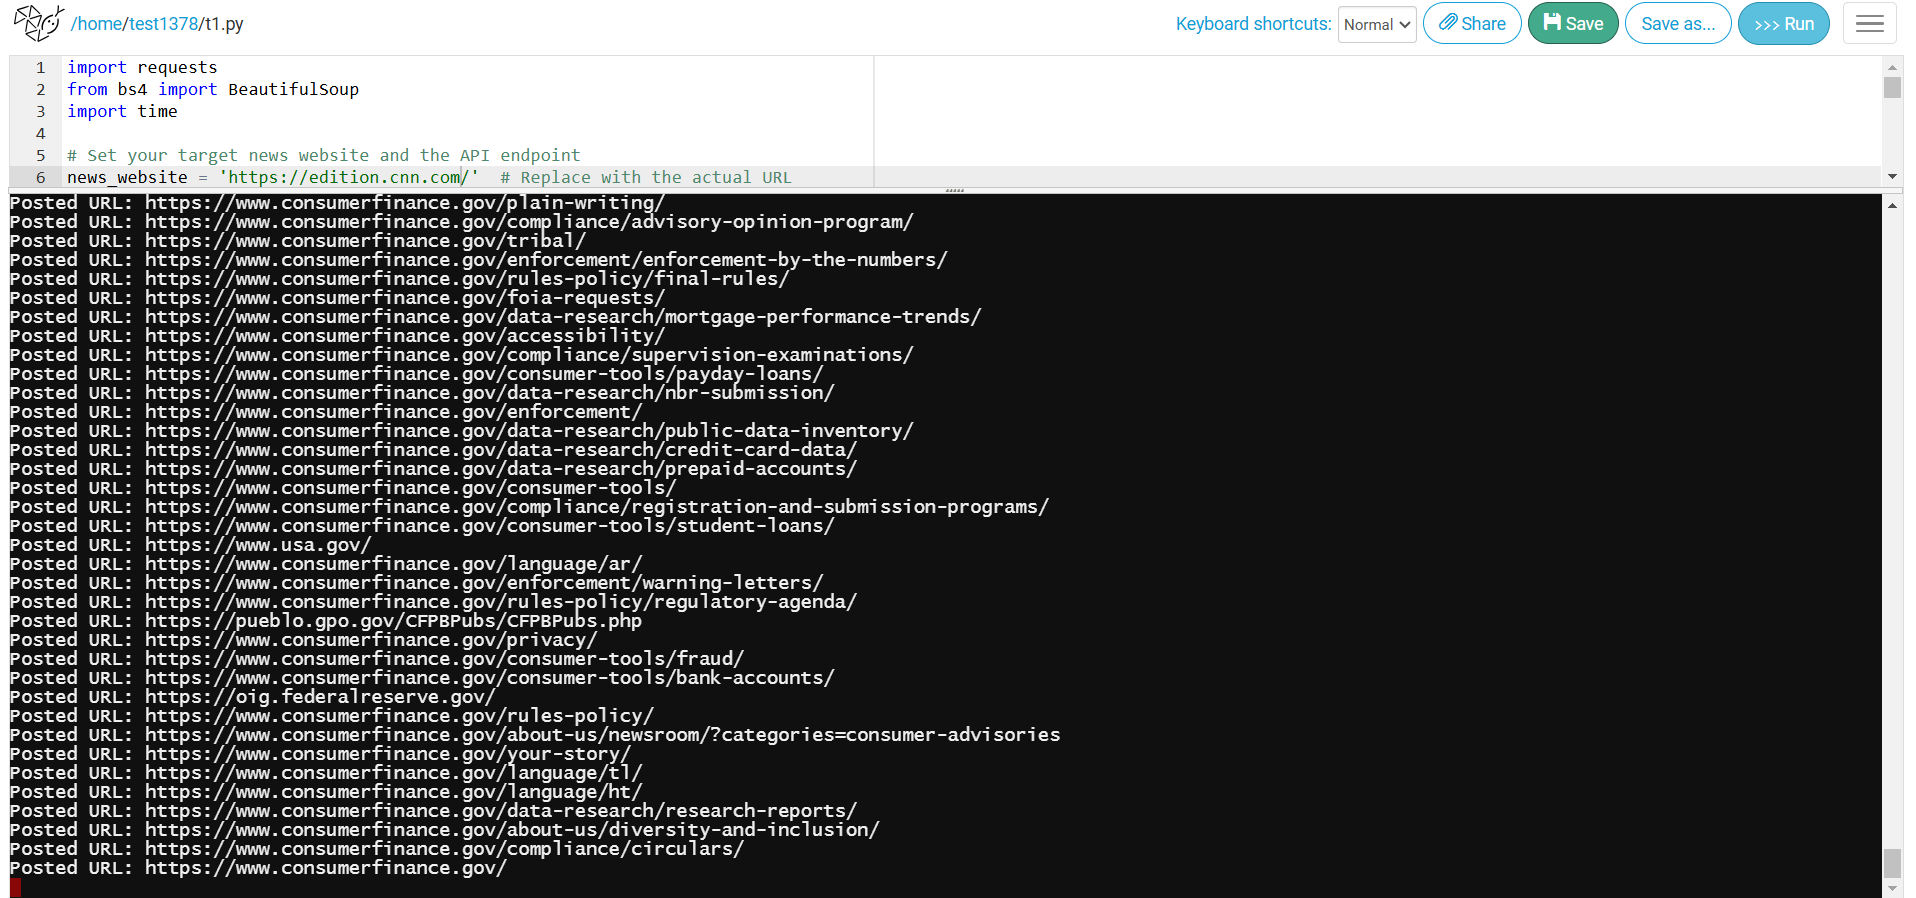 /home/test1378/t1.py Keyboard shortcuts: Normal Share Save Save as... >>> Run
1 import requests
2 from bs4 import BeautifulSoup
3 import time
4
5 # Set your target news website and the API endpoint
6 news_website = 'https://edition.cnn.com/' # Replace with the actual URL
Posted URL: https://www.consumerfinance.gov/plain-writing/
Posted URL: https://www.consumerfinance.gov/compliance/advisory-opinion-program/
Posted URL: https://www.consumerfinance.gov/tribal/
Posted URL: https://www.consumerfinance.gov/enforcement/enforcement-by-the-numbers/
Posted URL: https://www.consumerfinance.gov/rules-policy/final-rules/
Posted URL: https://www.consumerfinance.gov/foia-requests/
Posted URL: https://www.consumerfinance.gov/data-research/mortgage-performance-trends/
Posted URL: https://www.consumerfinance.gov/accessibility/
Posted URL: https://www.consumerfinance.gov/compliance/supervision-examinations/
Posted URL: https://www.consumerfinance.gov/consumer-tools/payday-loans/
Posted URL: https://www.consumerfinance.gov/data-research/nbr-submission/
Posted URL: https://www.consumerfinance.gov/enforcement/
Posted URL: https://www.consumerfinance.gov/data-research/public-data-inventory/
Posted URL: https://www.consumerfinance.gov/data-research/credit-card-data/
Posted URL: https://www.consumerfinance.gov/data-research/prepaid-accounts/
Posted URL: https://www.consumerfinance.gov/consumer-tools/
Posted URL: https://www.consumerfinance.gov/compliance/registration-and-submission-programs/
Posted URL: https://www.consumerfinance.gov/consumer-tools/student-loans/
Posted URL: https://www.usa.gov/
Posted URL: https://www.consumerfinance.gov/language/ar/
Posted URL: https://www.consumerfinance.gov/enforcement/warning-letters/
Posted URL: https://www.consumerfinance.gov/rules-policy/regulatory-agenda/
Posted URL: https://pueblo.gpo.gov/CFPBPubs/CFPBPubs.php
Posted URL: https://www.consumerfinance.gov/privacy/
Posted URL: https://www.consumerfinance.gov/consumer-tools/fraud/
Posted URL: https://www.consumerfinance.gov/consumer-tools/bank-accounts/
Posted URL: https://oig.federalreserve.gov/
Posted URL: https://www.consumerfinance.gov/rules-policy/
Posted URL: https://www.consumerfinance.gov/about-us/newsroom/?categories=consumer-advisories
Posted URL: https://www.consumerfinance.gov/your-story/
Posted URL: https://www.consumerfinance.gov/language/tl/
Posted URL: https://www.consumerfinance.gov/language/ht/
Posted URL: https://www.consumerfinance.gov/data-research/research-reports/
Posted URL: https://www.consumerfinance.gov/about-us/diversity-and-inclusion/
Posted URL: https://www.consumerfinance.gov/compliance/circulars/
Posted URL: https://www.consumerfinance.gov/